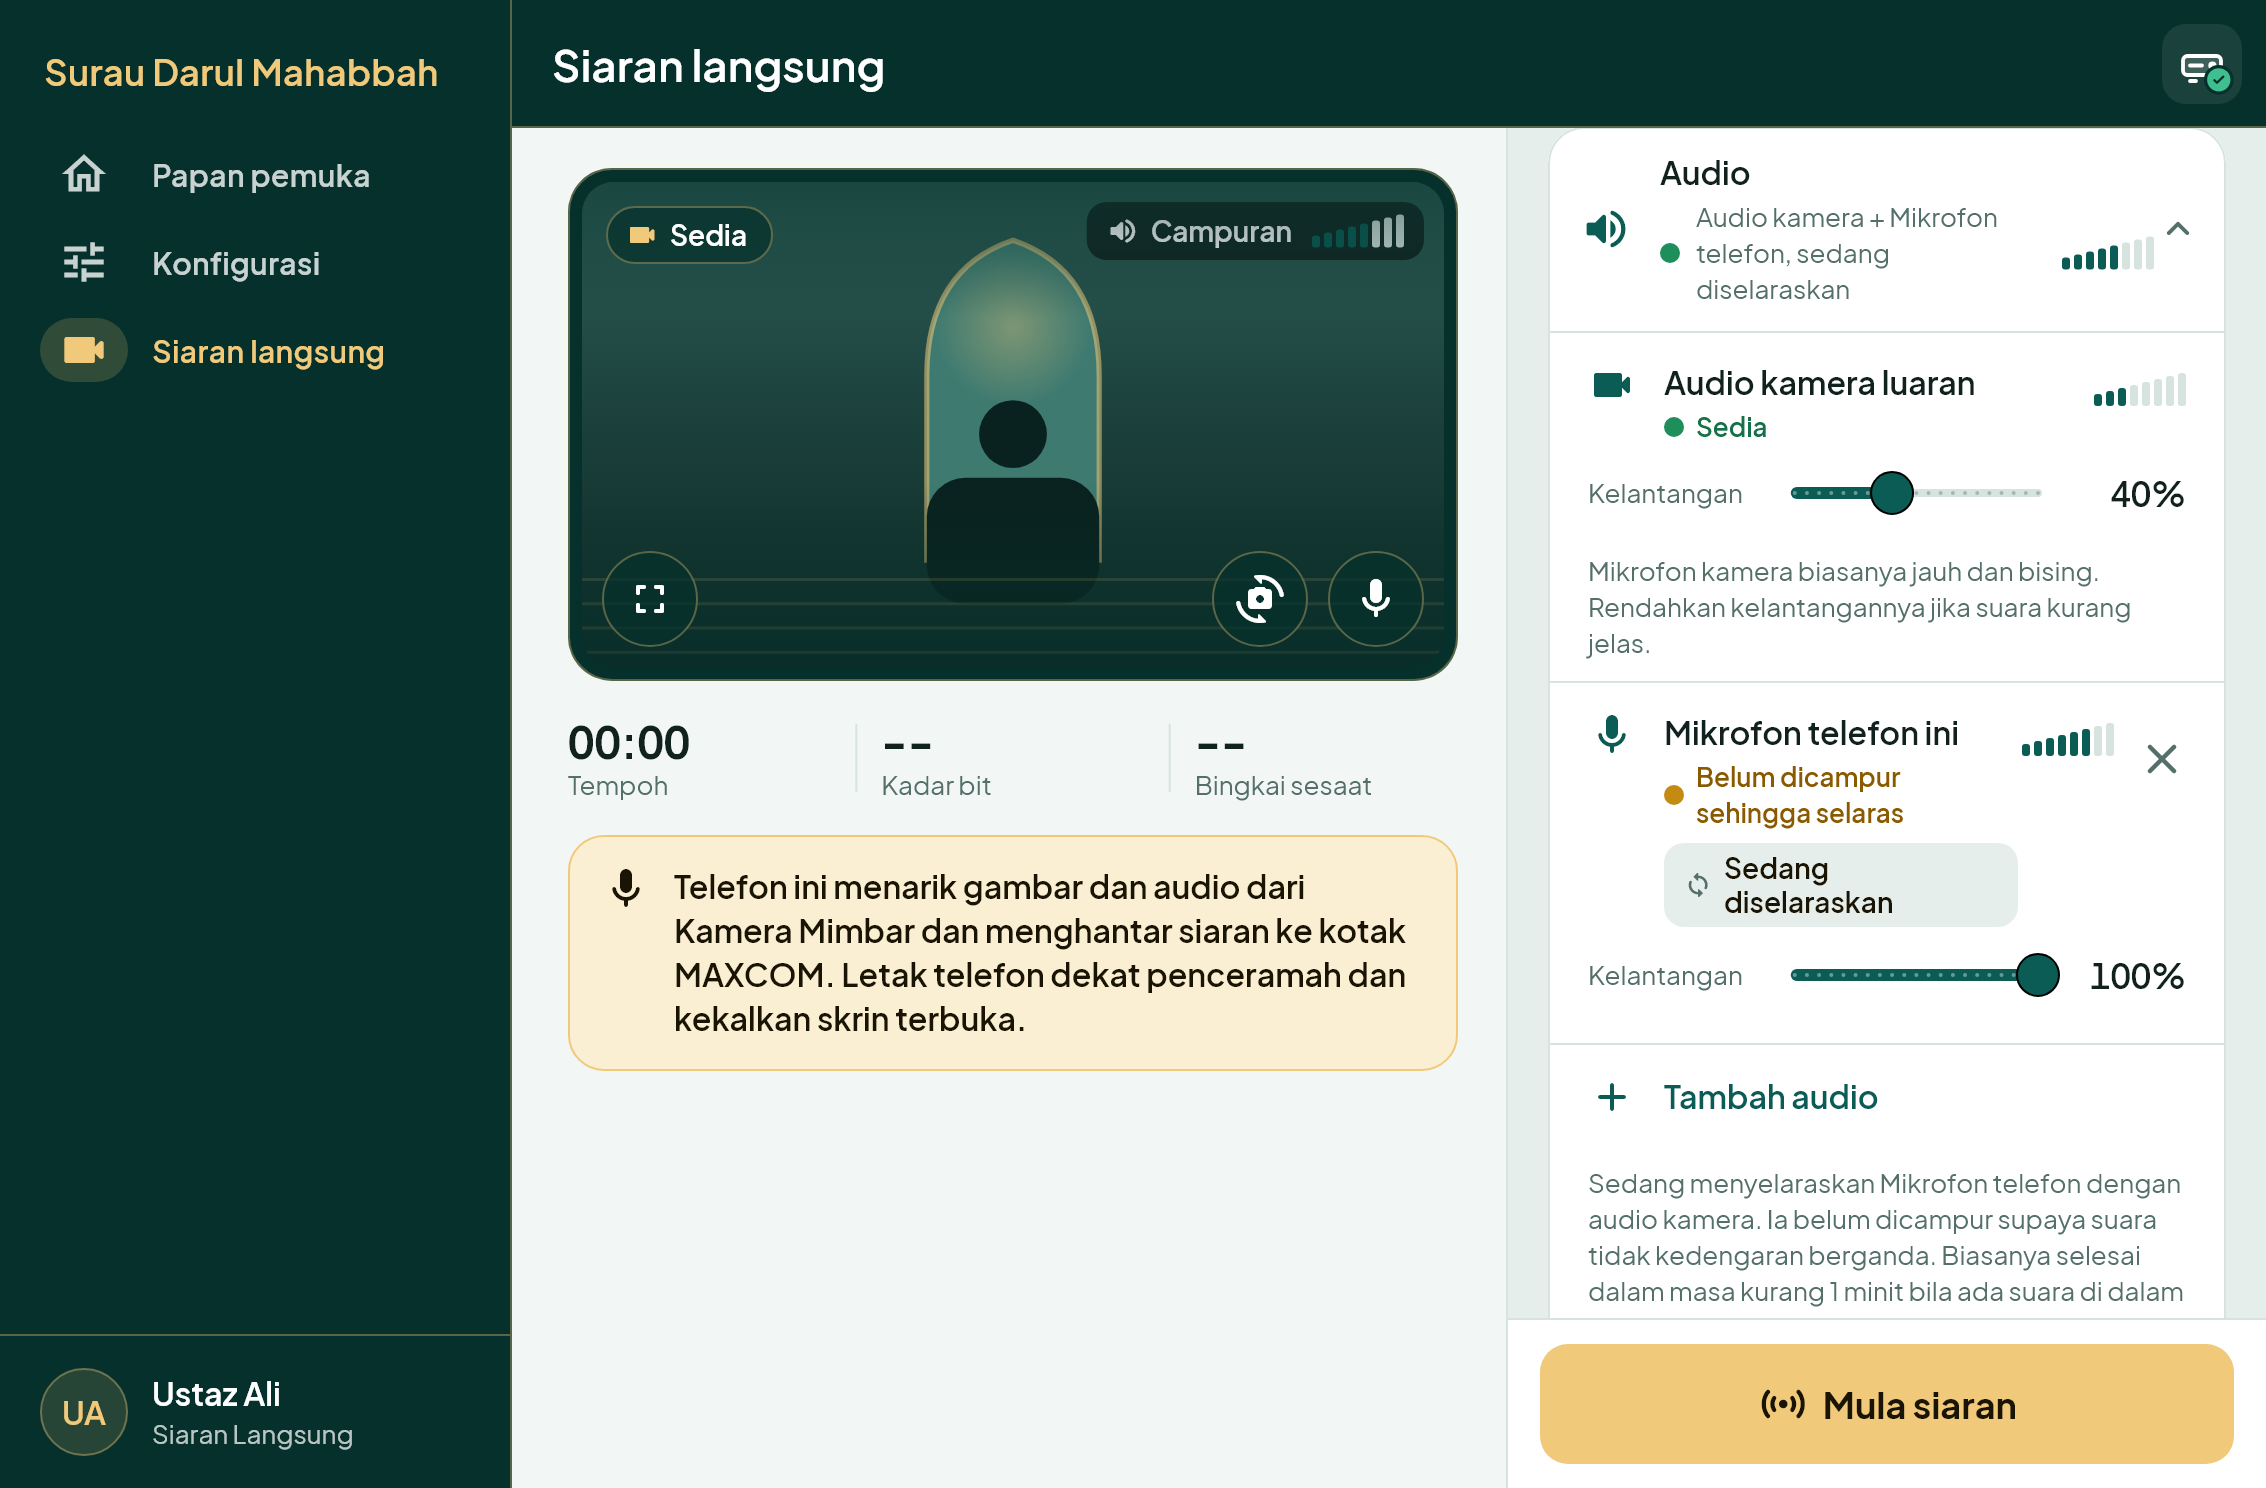 Surau Darul Mahabbah
Papan pemuka
Konfigurasi
Siaran langsung
Ustaz Ali
Siaran Langsung
UA
Siaran langsung
Sedia
Campuran
00:00
Tempoh
--
Kadar bit
--
Bingkai sesaat
Telefon ini menarik gambar dan audio dari
Kamera Mimbar dan menghantar siaran ke kotak
MAXCOM. Letak telefon dekat penceramah dan
kekalkan skrin terbuka.
Audio
Audio kamera + Mikrofon
telefon, sedang
diselaraskan
Audio kamera luaran
Sedia
Kelantangan
40%
Mikrofon kamera biasanya jauh dan bising.
Rendahkan kelantangannya jika suara kurang
jelas.
Mikrofon telefon ini
Belum dicampur
sehingga selaras
Sedang
diselaraskan
Kelantangan
100%
Tambah audio
Sedang menyelaraskan Mikrofon telefon dengan
audio kamera. Ia belum dicampur supaya suara
tidak kedengaran berganda. Biasanya selesai
dalam masa kurang 1 minit bila ada suara di dalam
Mula siaran